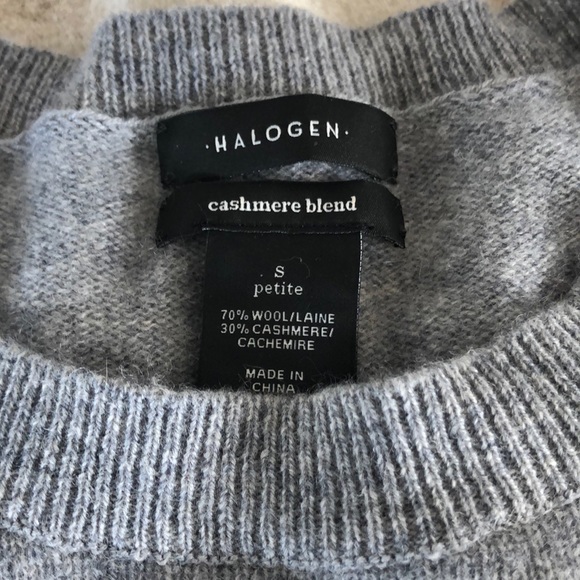 ·HALOGEN·
cashmere blend
S
petite
70% WOOL/LAINE
30% CASHMERE/
CACHEMIRE
MADE IN
CHINA